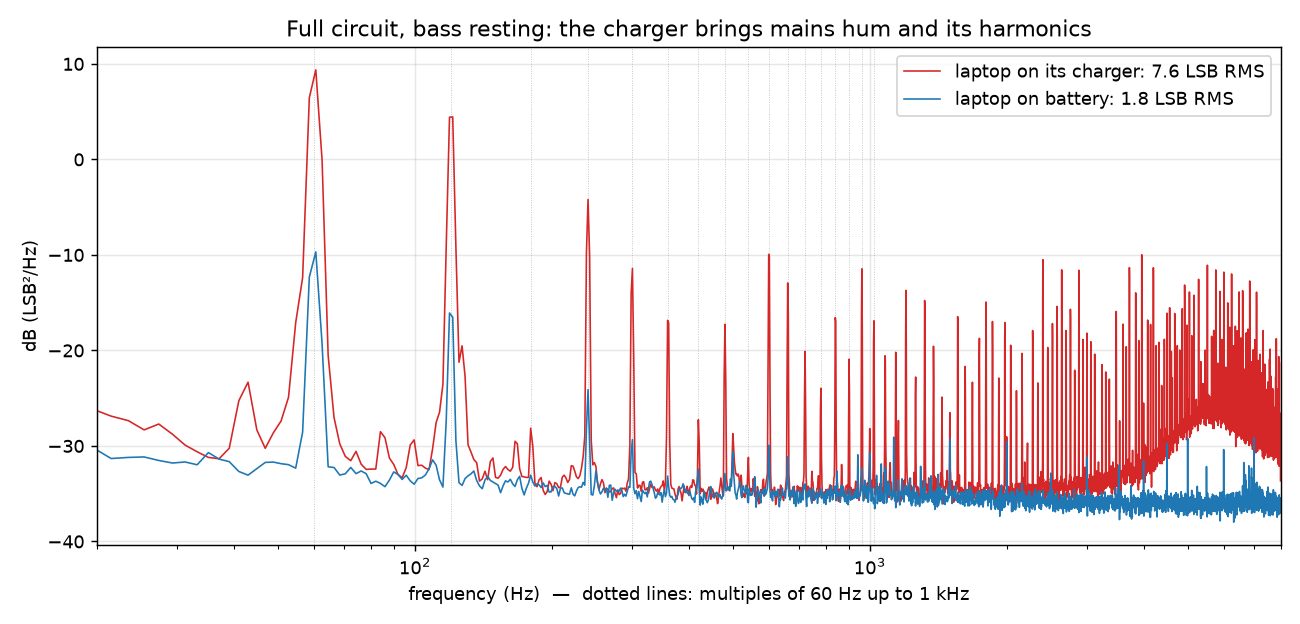 Full circuit, bass resting: the charger brings mains hum and its harmonics
laptop on its charger: 7.6 LSB RMS
laptop on battery: 1.8 LSB RMS
dB (LSB²/Hz)
10
0
−10
−20
−30
−40
10²
10³
frequency (Hz) — dotted lines: multiples of 60 Hz up to 1 kHz